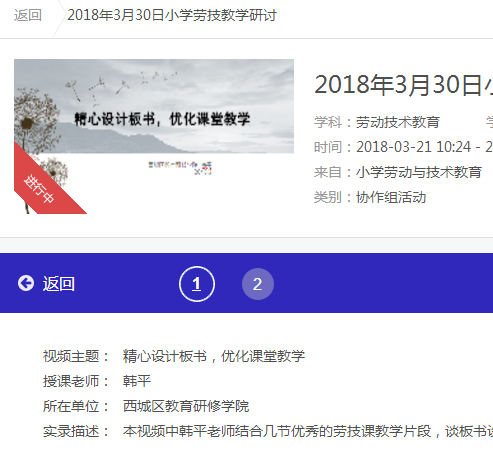 返回 2018年3月30日小学劳技教学研讨
精心设计板书，优化课堂教学
进行中
2018年3月30日
学科：劳动技术教育
时间：2018-03-21 10:24 - 2
来自：小学劳动与技术教育
类别：协作组活动
返回 1 2
视频主题： 精心设计板书，优化课堂教学
授课老师： 韩平
所在单位： 西城区教育研修学院
实录描述： 本视频中韩平老师结合几节优秀的劳技课教学片段，谈板书